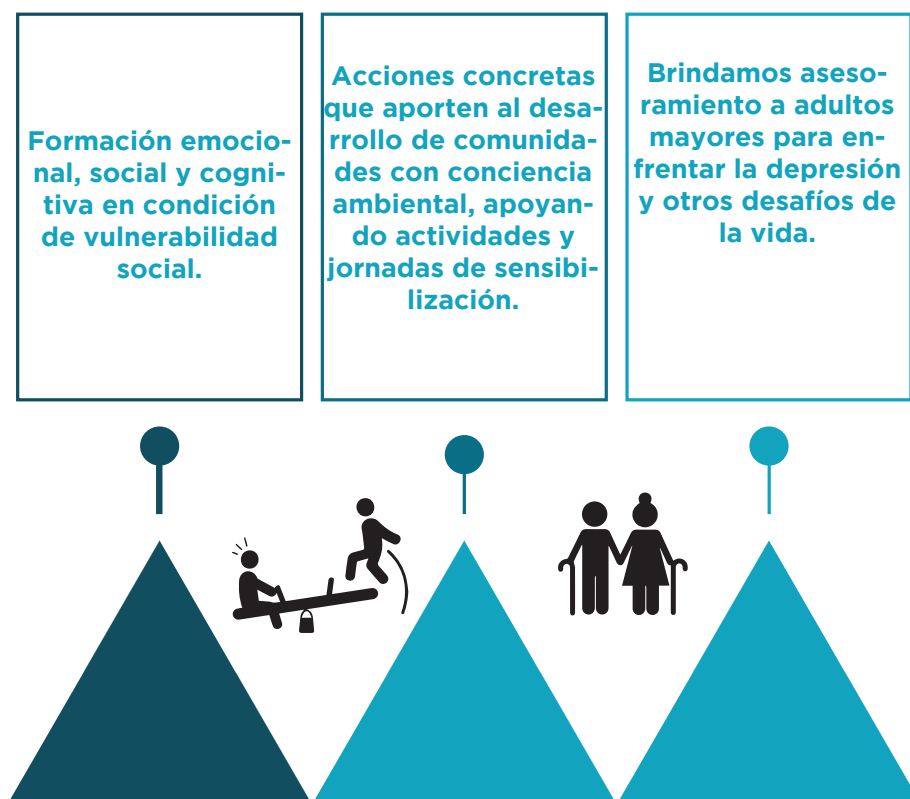 Formación emocio-
nal, social y cogni-
tiva en condición
de vulnerabilidad
social.
Acciones concretas
que aporten al desa-
rrollo de comunida-
des con conciencia
ambiental, apoyan-
do actividades y
jornadas de sensibi-
lización.
Brindamos aseso-
ramiento a adultos
mayores para en-
frentar la depresión
y otros desafíos de
la vida.